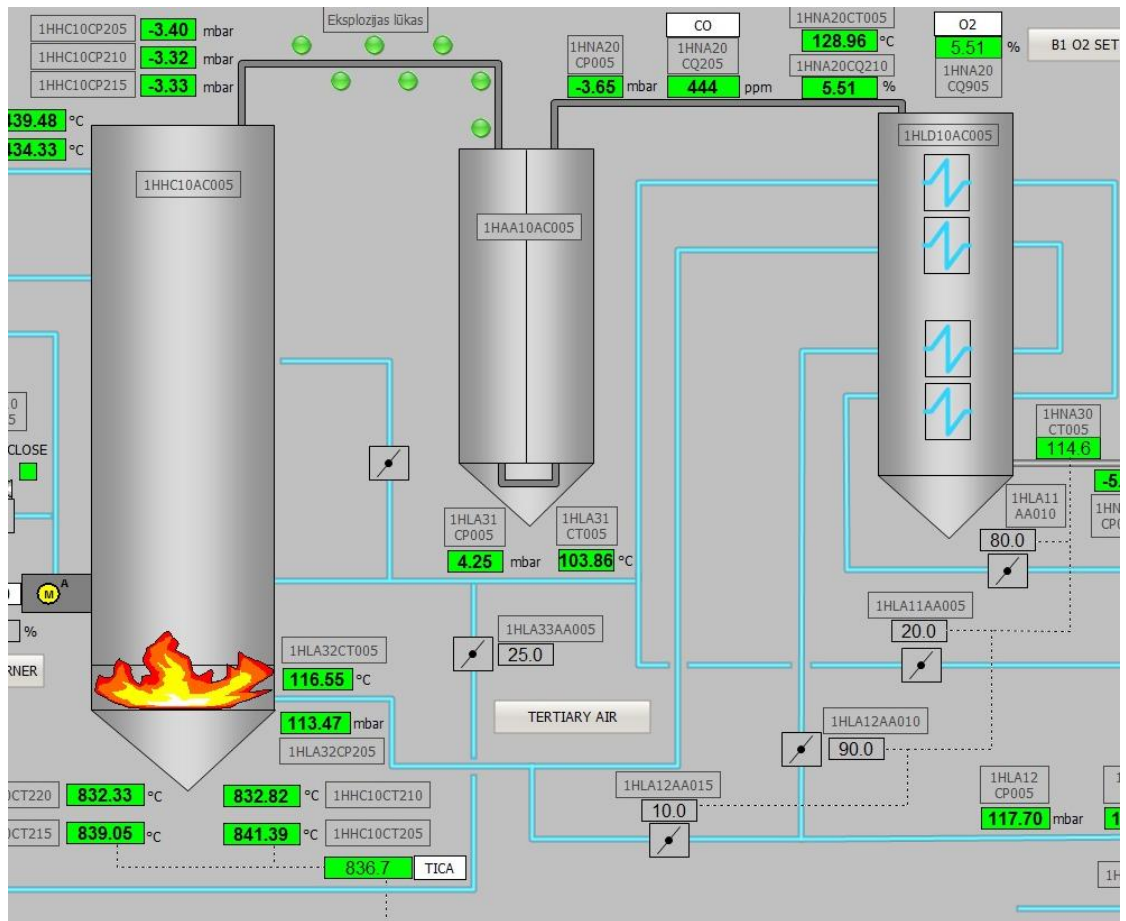 1HHC10CP205 -3.40 mbar
1HHC10CP210 -3.32 mbar
1HHC10CP215 -3.33 mbar
Eksplozijas lūkas
1HNA20
CP005
-3.65 mbar
CO
1HNA20
CQ205
444 ppm
1HNA20CT005
128.96 °C
1HNA20CQ210
5.51 %
O2
5.51 %
1HNA20
CQ905
B1 O2 SET
439.48 °C
434.33 °C
1HHC10AC005
1HAA10AC005
1HLD10AC005
CLOSE
1HNA30
CT005
114.6
1HLA11
AA010
80.0
1HLA31
CP005
4.25 mbar
1HLA31
CT005
103.86 °C
M A
%
RNER
1HLA33AA005
25.0
1HLA11AA005
20.0
1HLA32CT005
116.55 °C
113.47 mbar
1HLA32CP205
TERTIARY AIR
1HLA12AA010
90.0
1HLA12AA015
10.0
1HLA12
CP005
117.70 mbar
0CT220 832.33 °C
832.82 °C 1HHC10CT210
0CT215 839.05 °C
841.39 °C 1HHC10CT205
836.7 TICA